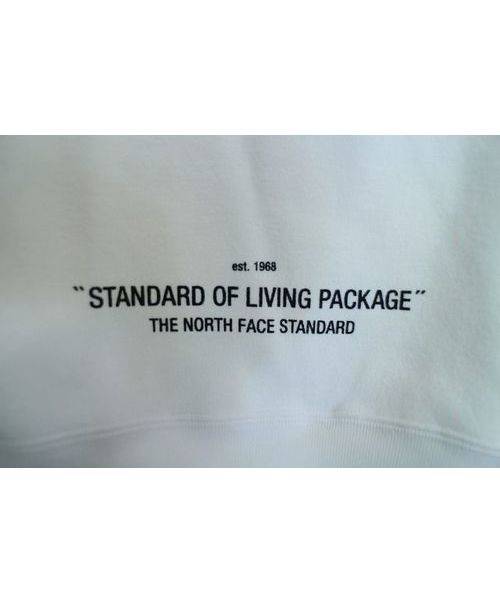 est. 1968
"STANDARD OF LIVING PACKAGE"
THE NORTH FACE STANDARD